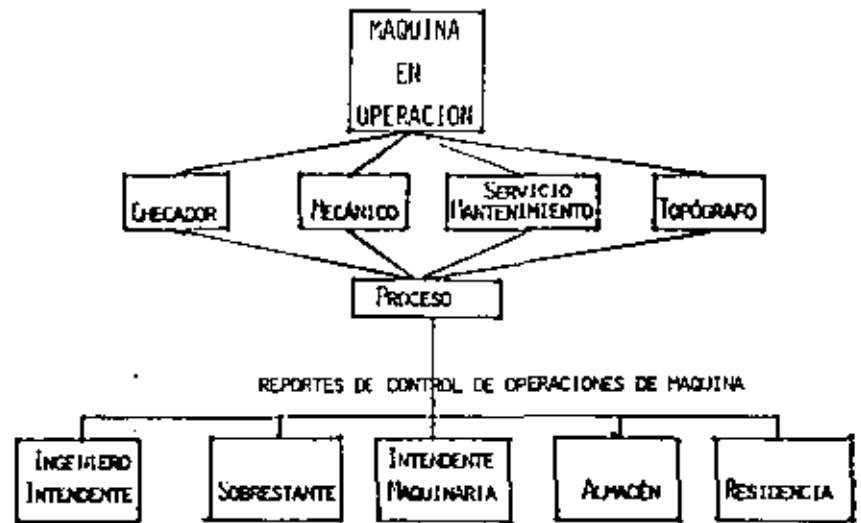 MAQUINA
EN
OPERACION
CHECADOR
MECÁNICO
SERVICIO
MANTENIMIENTO
TOPÓGRAFO
PROCESO
REPORTES DE CONTROL DE OPERACIONES DE MAQUINA
INGENIERO
INTENDENTE
SOBRESTANTE
INTENDENTE
MAQUINARIA
ALMACÉN
RESIDENCIA